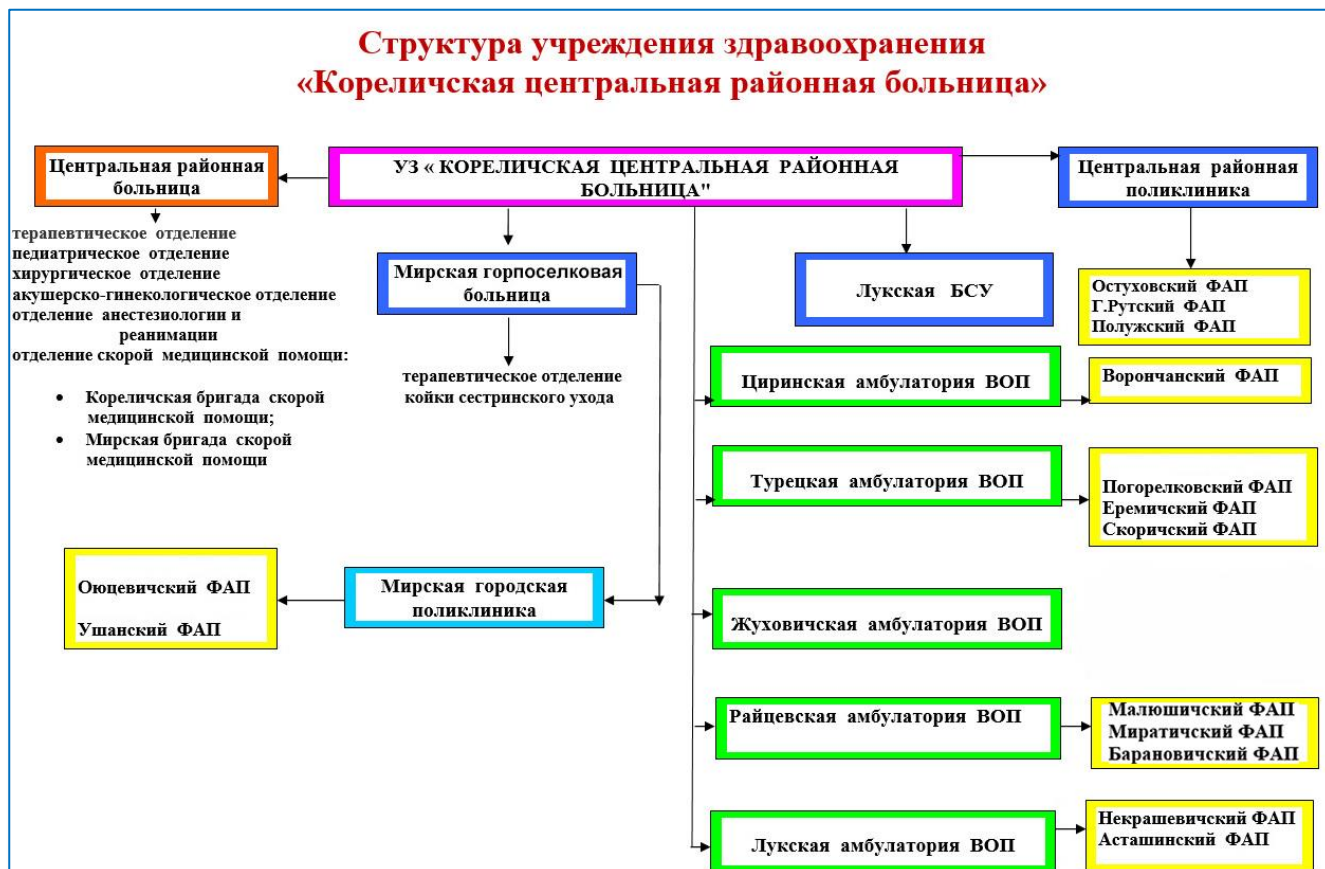 Структура учреждения здравоохранения
«Кореличская центральная районная больница»
Центральная районная
больница
УЗ « КОРЕЛИЧСКАЯ ЦЕНТРАЛЬНАЯ РАЙОННАЯ
БОЛЬНИЦА"
Центральная районная
поликлиника
терапевтическое отделение
педиатрическое отделение
хирургическое отделение
акушерско-гинекологическое отделение
отделение анестезиологии и
реанимации
отделение скорой медицинской помощи:
• Кореличская бригада скорой
медицинской помощи;
• Мирская бригада скорой
медицинской помощи
Мирская горпоселковая
больница
терапевтическое отделение
койки сестринского ухода
Лукская БСУ
Остуховский ФАП
Г.Рутский ФАП
Полужский ФАП
Циринская амбулатория ВОП
Ворончанский ФАП
Турецкая амбулатория ВОП
Погорелковский ФАП
Еремичский ФАП
Скоричский ФАП
Оюцевичский ФАП
Ушанский ФАП
Мирская городская
поликлиника
Жуховичская амбулатория ВОП
Райцевская амбулатория ВОП
Малюшичский ФАП
Миратичский ФАП
Барановичский ФАП
Лукская амбулатория ВОП
Некрашевичский ФАП
Асташинский ФАП